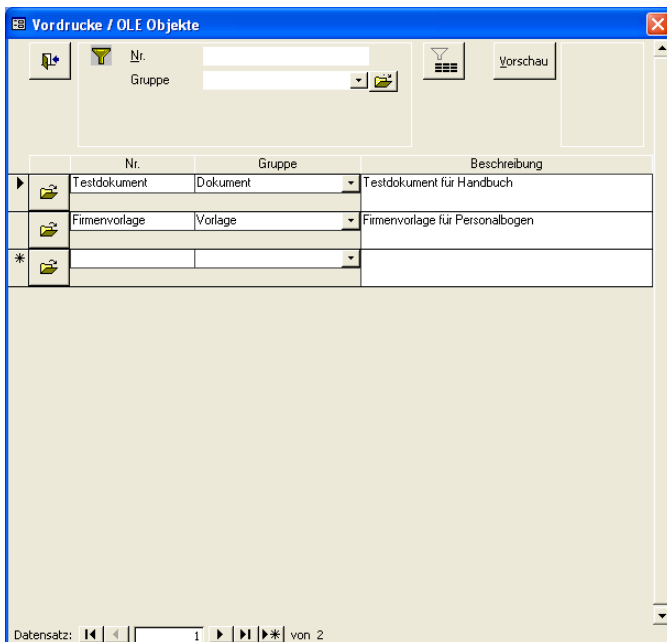 Vordrucke / OLE Objekte
Nr.
Gruppe
Vorschau
Nr. Gruppe Beschreibung
Testdokument Dokument Testdokument für Handbuch
Firmenvorlage Vorlage Firmenvorlage für Personalbogen
Datensatz: 1 von 2